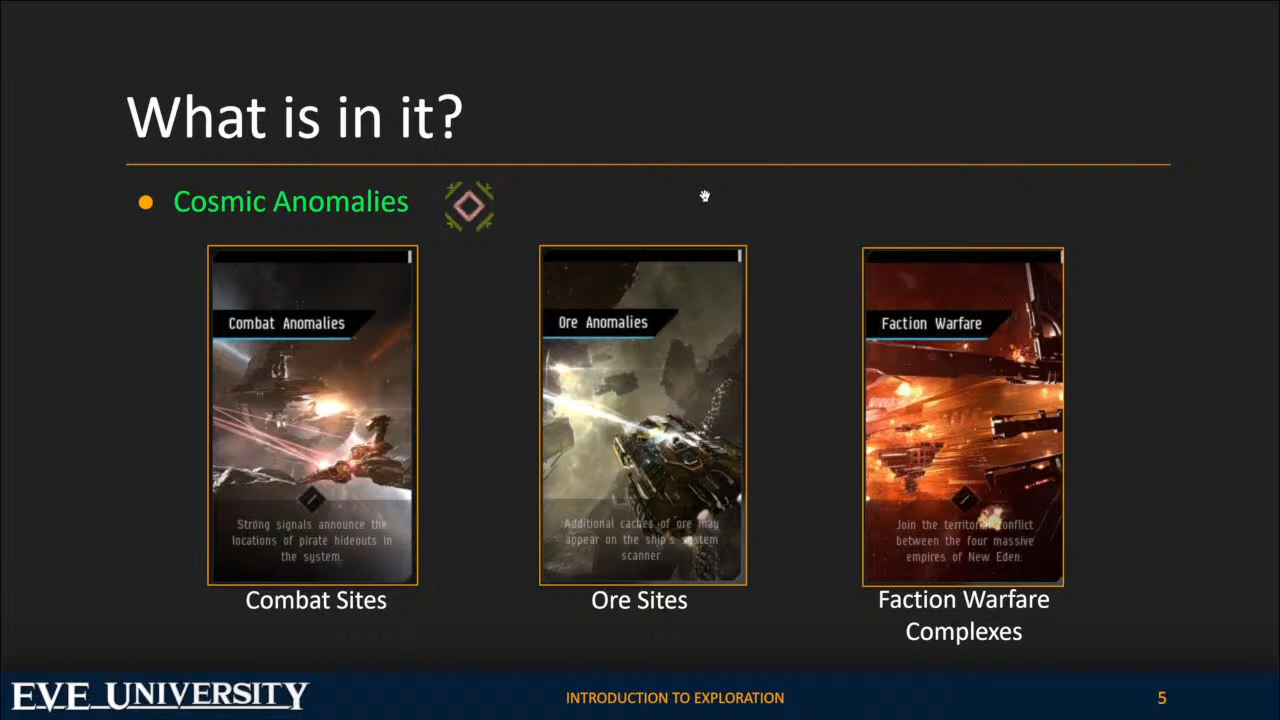 What is in it?
Cosmic Anomalies
Combat Anomalies
Strong signals announce the
locations of pirate hideouts in
the system.
Combat Sites
Ore Anomalies
Additional caches of ore may
appear on the ship's system
scanner.
Ore Sites
Faction Warfare
Join the territorial conflict
between the four massive
empires of New Eden.
Faction Warfare
Complexes
EVE UNIVERSITY
INTRODUCTION TO EXPLORATION
5